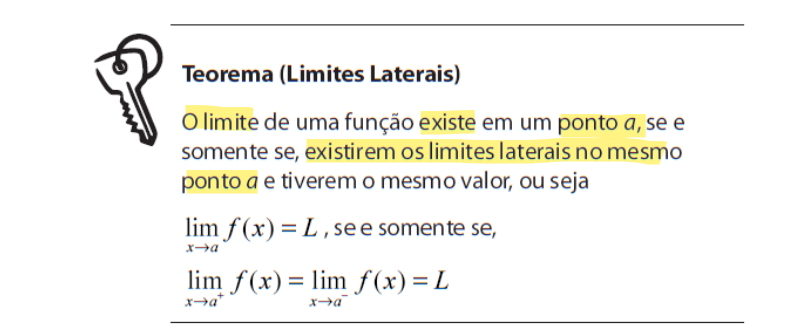 Teorema (Limites Laterais)
O limite de uma função existe em um ponto a, se e
somente se, existirem os limites laterais no mesmo
ponto a e tiverem o mesmo valor, ou seja
lim f(x) = L , se e somente se,
x→a
lim f(x) = lim f(x) = L
x→a⁺ x→a⁻